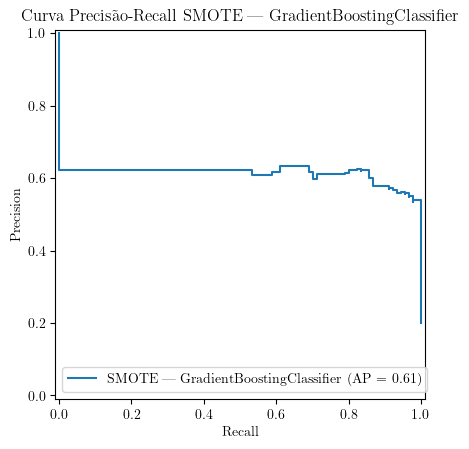 Curva Precisão-Recall SMOTE — GradientBoostingClassifier
1.0
0.8
0.6
0.4
0.2
0.0
Precision
SMOTE — GradientBoostingClassifier (AP = 0.61)
0.0 0.2 0.4 0.6 0.8 1.0
Recall